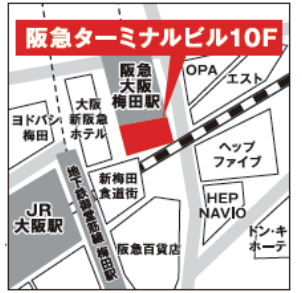 阪急ターミナルビル10F
阪急
大阪
梅田駅
OPA
エスト
ヨドバシ
梅田
大阪
新阪急
ホテル
ヘップ
ファイブ
新梅田
食道街
地下鉄御堂筋線 梅田駅
HEP
NAVIO
JR
大阪駅
阪急百貨店
ドン・キ
ホーテ